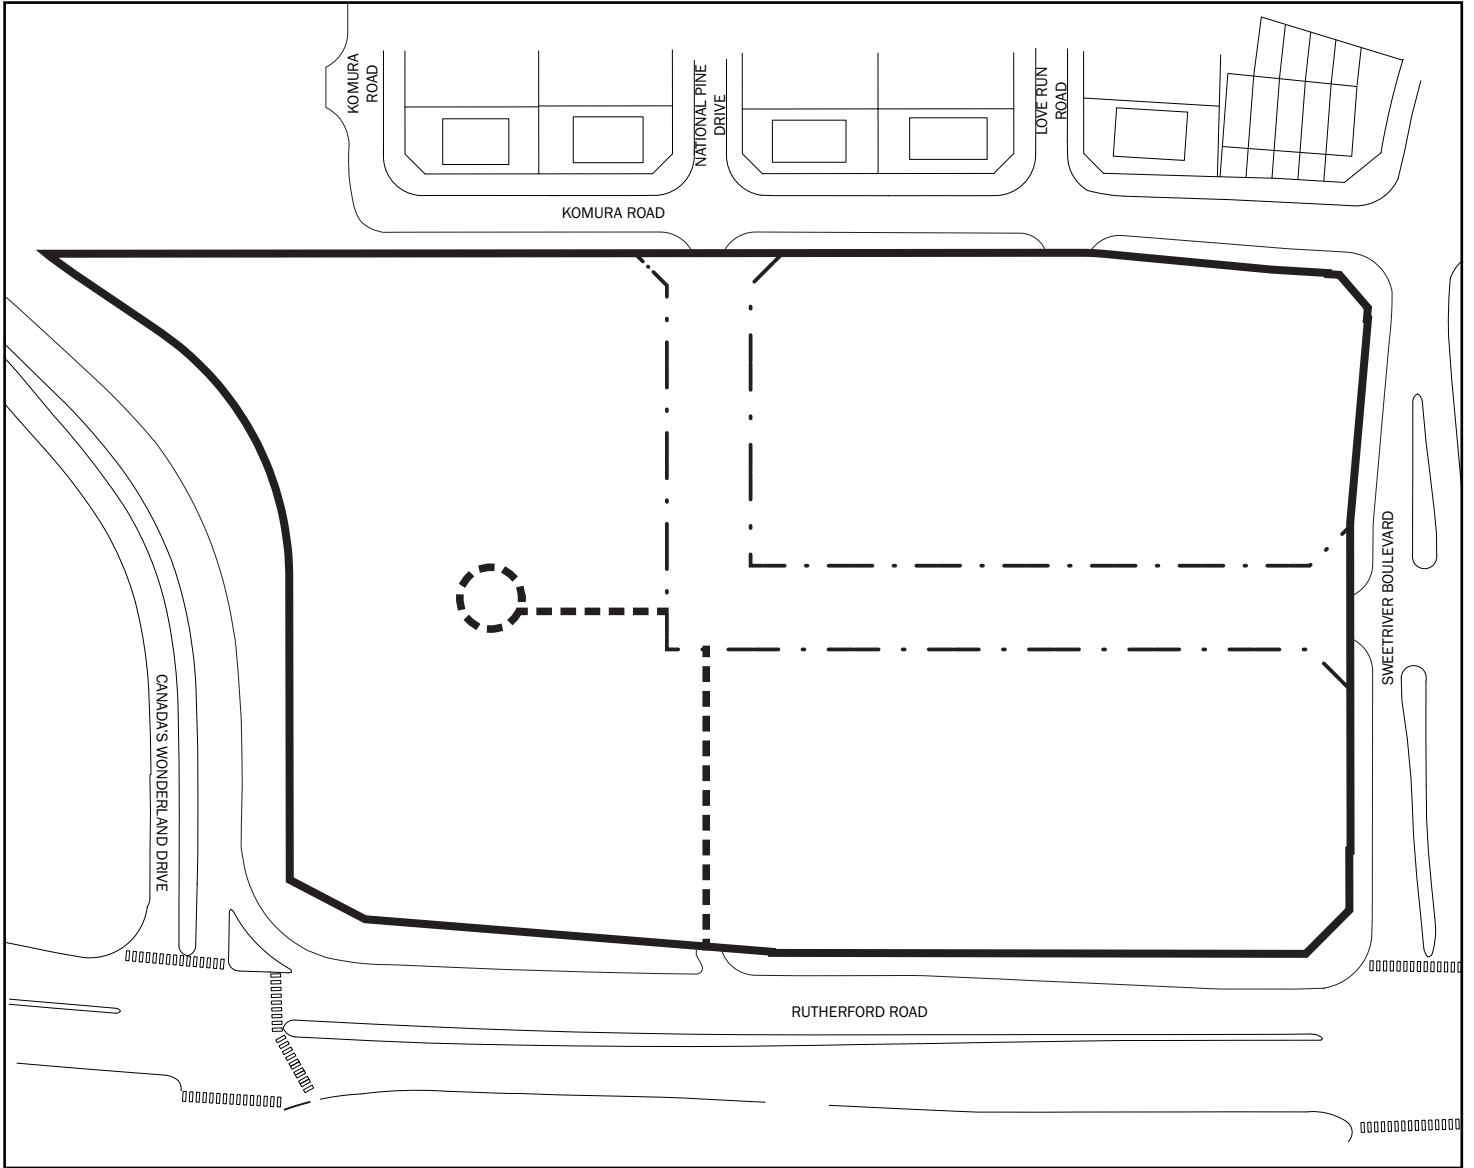 KOMURA
ROAD
NATIONAL PINE
DRIVE
LOVE RUN
ROAD
KOMURA ROAD
SWEETRIVER BOULEVARD
CANADA'S WONDERLAND DRIVE
RUTHERFORD ROAD